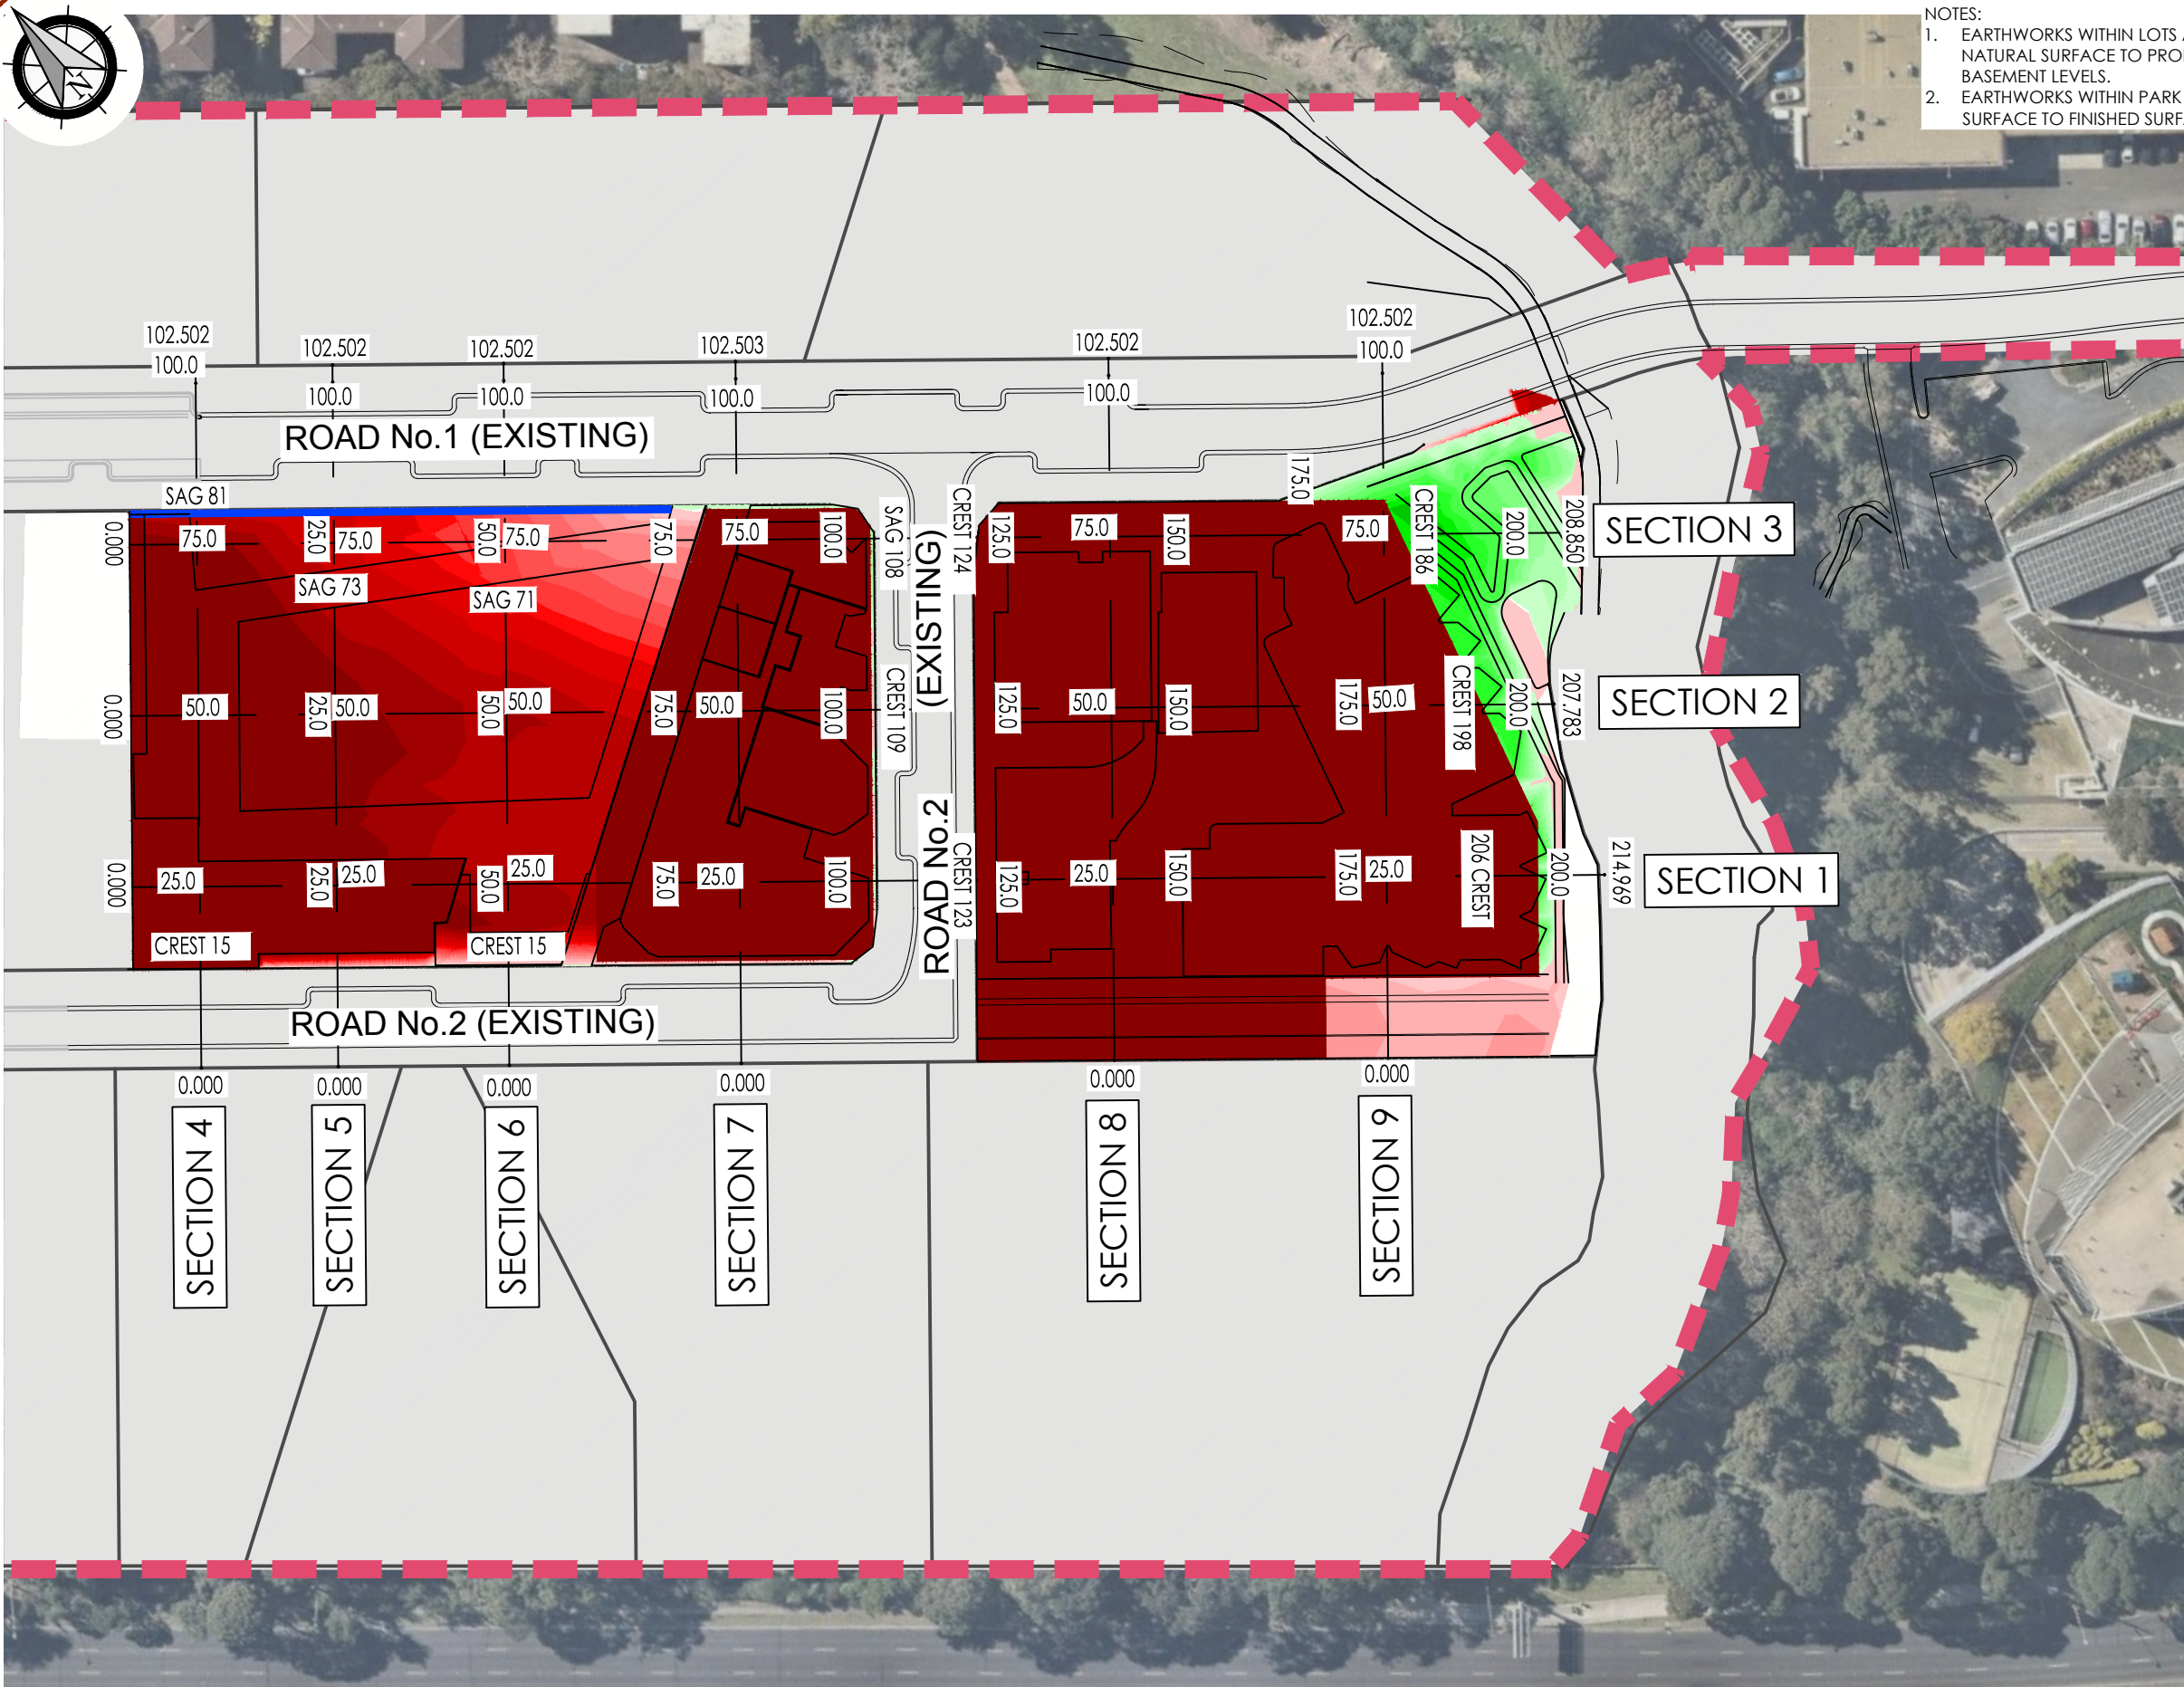 NOTES:
1. EARTHWORKS WITHIN LOTS
NATURAL SURFACE TO
BASEMENT LEVELS.
2. EARTHWORKS WITHIN PARK
SURFACE TO FINISHED
N
102.502
100.0
102.502
100.0
102.502
100.0
102.503
100.0
102.502
100.0
102.502
100.0
ROAD No.1 (EXISTING)
SAG 81
0.000
75.0
25.0
75.0
50.0
75.0
75.0
75.0
100.0
SAG 108
CREST 124
125.0
75.0
150.0
175.0
75.0
CREST 186
200.0
208.850
SECTION 3
SAG 73
SAG 71
(EXISTING)
0.000
50.0
25.0
50.0
50.0
50.0
75.0
50.0
100.0
CREST 109
125.0
50.0
150.0
175.0
50.0
CREST 198
200.0
207.783
SECTION 2
ROAD No.2
0.000
25.0
25.0
25.0
50.0
25.0
75.0
25.0
100.0
CREST 123
125.0
25.0
150.0
175.0
25.0
206 CREST
200.0
214.969
SECTION 1
CREST 15
CREST 15
ROAD No.2 (EXISTING)
0.000
0.000
0.000
0.000
0.000
0.000
SECTION 4
SECTION 5
SECTION 6
SECTION 7
SECTION 8
SECTION 9